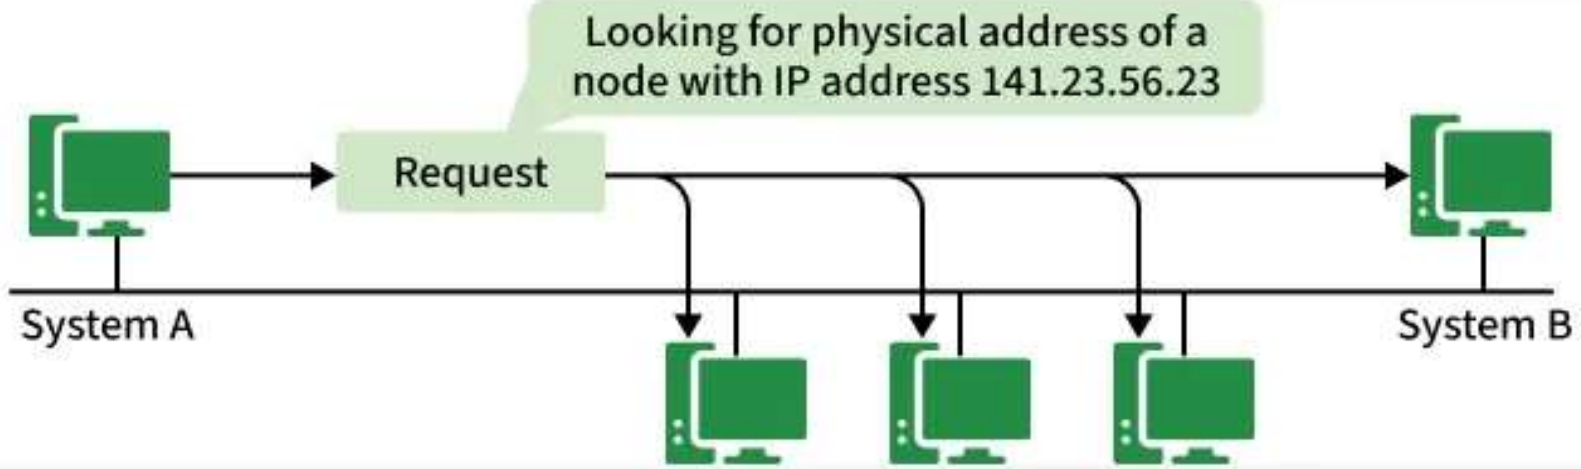 Looking for physical address of a
node with IP address 141.23.56.23
Request
System A
System B